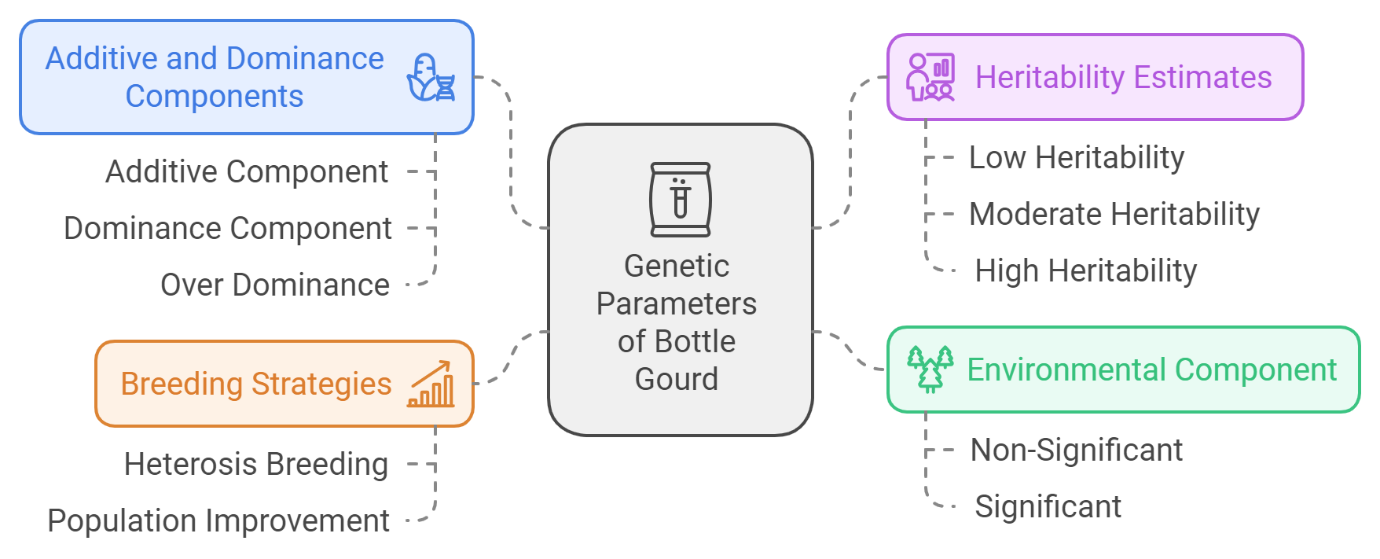 Additive and Dominance
Components
Additive Component
Dominance Component
Over Dominance
Breeding Strategies
Heterosis Breeding
Population Improvement
Genetic
Parameters
of Bottle
Gourd
Heritability Estimates
Low Heritability
Moderate Heritability
High Heritability
Environmental Component
Non-Significant
Significant